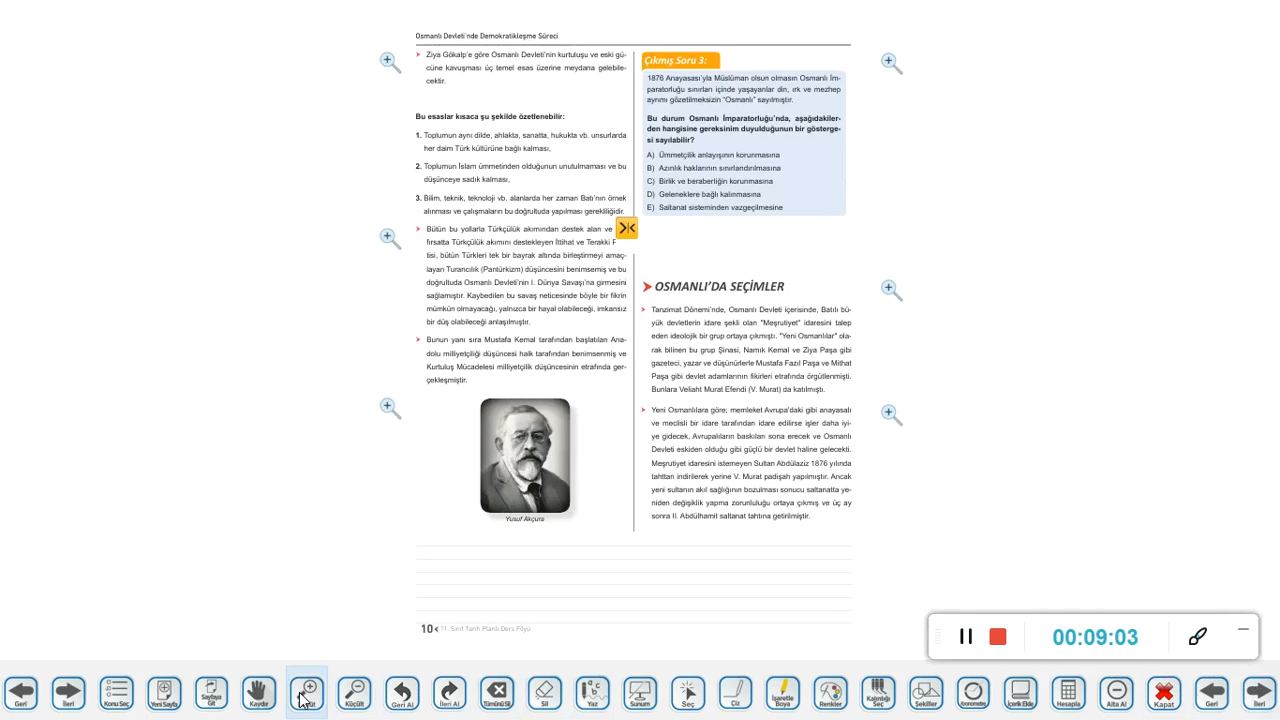 Osmanlı Devleti'nde Demokratikleşme Süreci
Ziya Gökalp'e göre Osmanlı Devleti'nin kurtuluşu ve eski gü-
cüne kavuşması üç temel esas üzerine meydana gelebile-
cektir.
Bu esaslar kısaca şu şekilde özetlenebilir:
1. Toplumun aynı dilde, ahlakta, sanatta, hukukta vb. unsurlarda
her daim Türk kültürüne bağlı kalması,
2. Toplumun İslam ümmetinden olduğunun unutulmaması ve bu
düşünceye sadık kalması,
3. Bilim, teknik, teknoloji vb. alanlarda her zaman Batı'nın örnek
alınması ve çalışmaların bu doğrultuda yapılması gerekliliğidir.
Bütün bu yollarla Türkçülük akımından destek alan ve
fırsatta Türkçülük akımını destekleyen İttihat ve Terakki
tisi, bütün Türkleri tek bir bayrak altında birleştirmeyi amaç-
layan Turancılık (Pantürkizm) düşüncesini benimsemiş ve bu
doğrultuda Osmanlı Devleti'nin I. Dünya Savaşı'na girmesini
sağlamıştır. Kaybedilen bu savaş neticesinde böyle bir fikrin
mümkün olmayacağı, yalnızca bir hayal olabileceği, imkansız
bir düş olabileceği anlaşılmıştır.
Bunun yanı sıra Mustafa Kemal tarafından başlatılan Ana-
dolu milliyetçiliği düşüncesi halk tarafından benimsenmiş ve
Kurtuluş Mücadelesi milliyetçilik düşüncesinin etrafında ger-
çekleşmiştir.
Yusuf Akçura
Çıkmış Soru 3:
1876 Anayasası'yla Müslüman olsun olmasın Osmanlı İm-
paratorluğu sınırları içinde yaşayanlar din, ırk ve mezhep
ayrımı gözetilmeksizin "Osmanlı" sayılmıştır.
Bu durum Osmanlı İmparatorluğu'nda, aşağıdakiler-
den hangisine gereksinim duyulduğunun bir gösterge-
si sayılabilir?
A) Ümmetçilik anlayışının korunmasına
B) Azınlık haklarının sınırlandırılmasına
C) Birlik ve beraberliğin korunmasına
D) Geleneklere bağlı kalınmasına
E) Saltanat sisteminden vazgeçilmesine
OSMANLI'DA SEÇİMLER
Tanzimat Dönemi'nde, Osmanlı Devleti içerisinde, Batılı bü-
yük devletlerin idare şekli olan "Meşrutiyet" idaresini talep
eden ideolojik bir grup ortaya çıkmıştı. "Yeni Osmanlılar" ola-
rak bilinen bu grup Şinasi, Namık Kemal ve Ziya Paşa gibi
gazeteci, yazar ve düşünürlerle Mustafa Fazıl Paşa ve Mithat
Paşa gibi devlet adamlarının fikirleri etrafında örgütlenmişti.
Bunlara Veliaht Murat Efendi (V. Murat) da katılmıştı.
Yeni Osmanlılara göre; memleket Avrupa'daki gibi anayasalı
ve meclisli bir idare tarafından idare edilirse işler daha iyi-
ye gidecek, Avrupalıların baskıları sona erecek ve Osmanlı
Devleti eskiden olduğu gibi güçlü bir devlet haline gelecekti.
Meşrutiyet idaresini istemeyen Sultan Abdülaziz 1876 yılında
tahttan indirilerek yerine V. Murat padişah yapılmıştır. Ancak
yeni sultanın akıl sağlığının bozulması sonucu saltanatta ye-
niden değişiklik yapma zorunluluğu ortaya çıkmış ve üç ay
sonra II. Abdülhamit saltanat tahtına getirilmiştir.
10 11. Sınıf Tarih Planlı Ders Föyü
00:09:03
Geri İleri Konu Seç Yeni Sayfa Sayfaya Git Kaydır Küçült Geri Al İleri Al Tümünü Sil Sil Yaz Sunum Seç Çiz İşaretle Boya Renkler Kalınlığı Seç Şekiller Kronometre İçerik Ekle Hesapla Alta Al Kapat Geri İleri